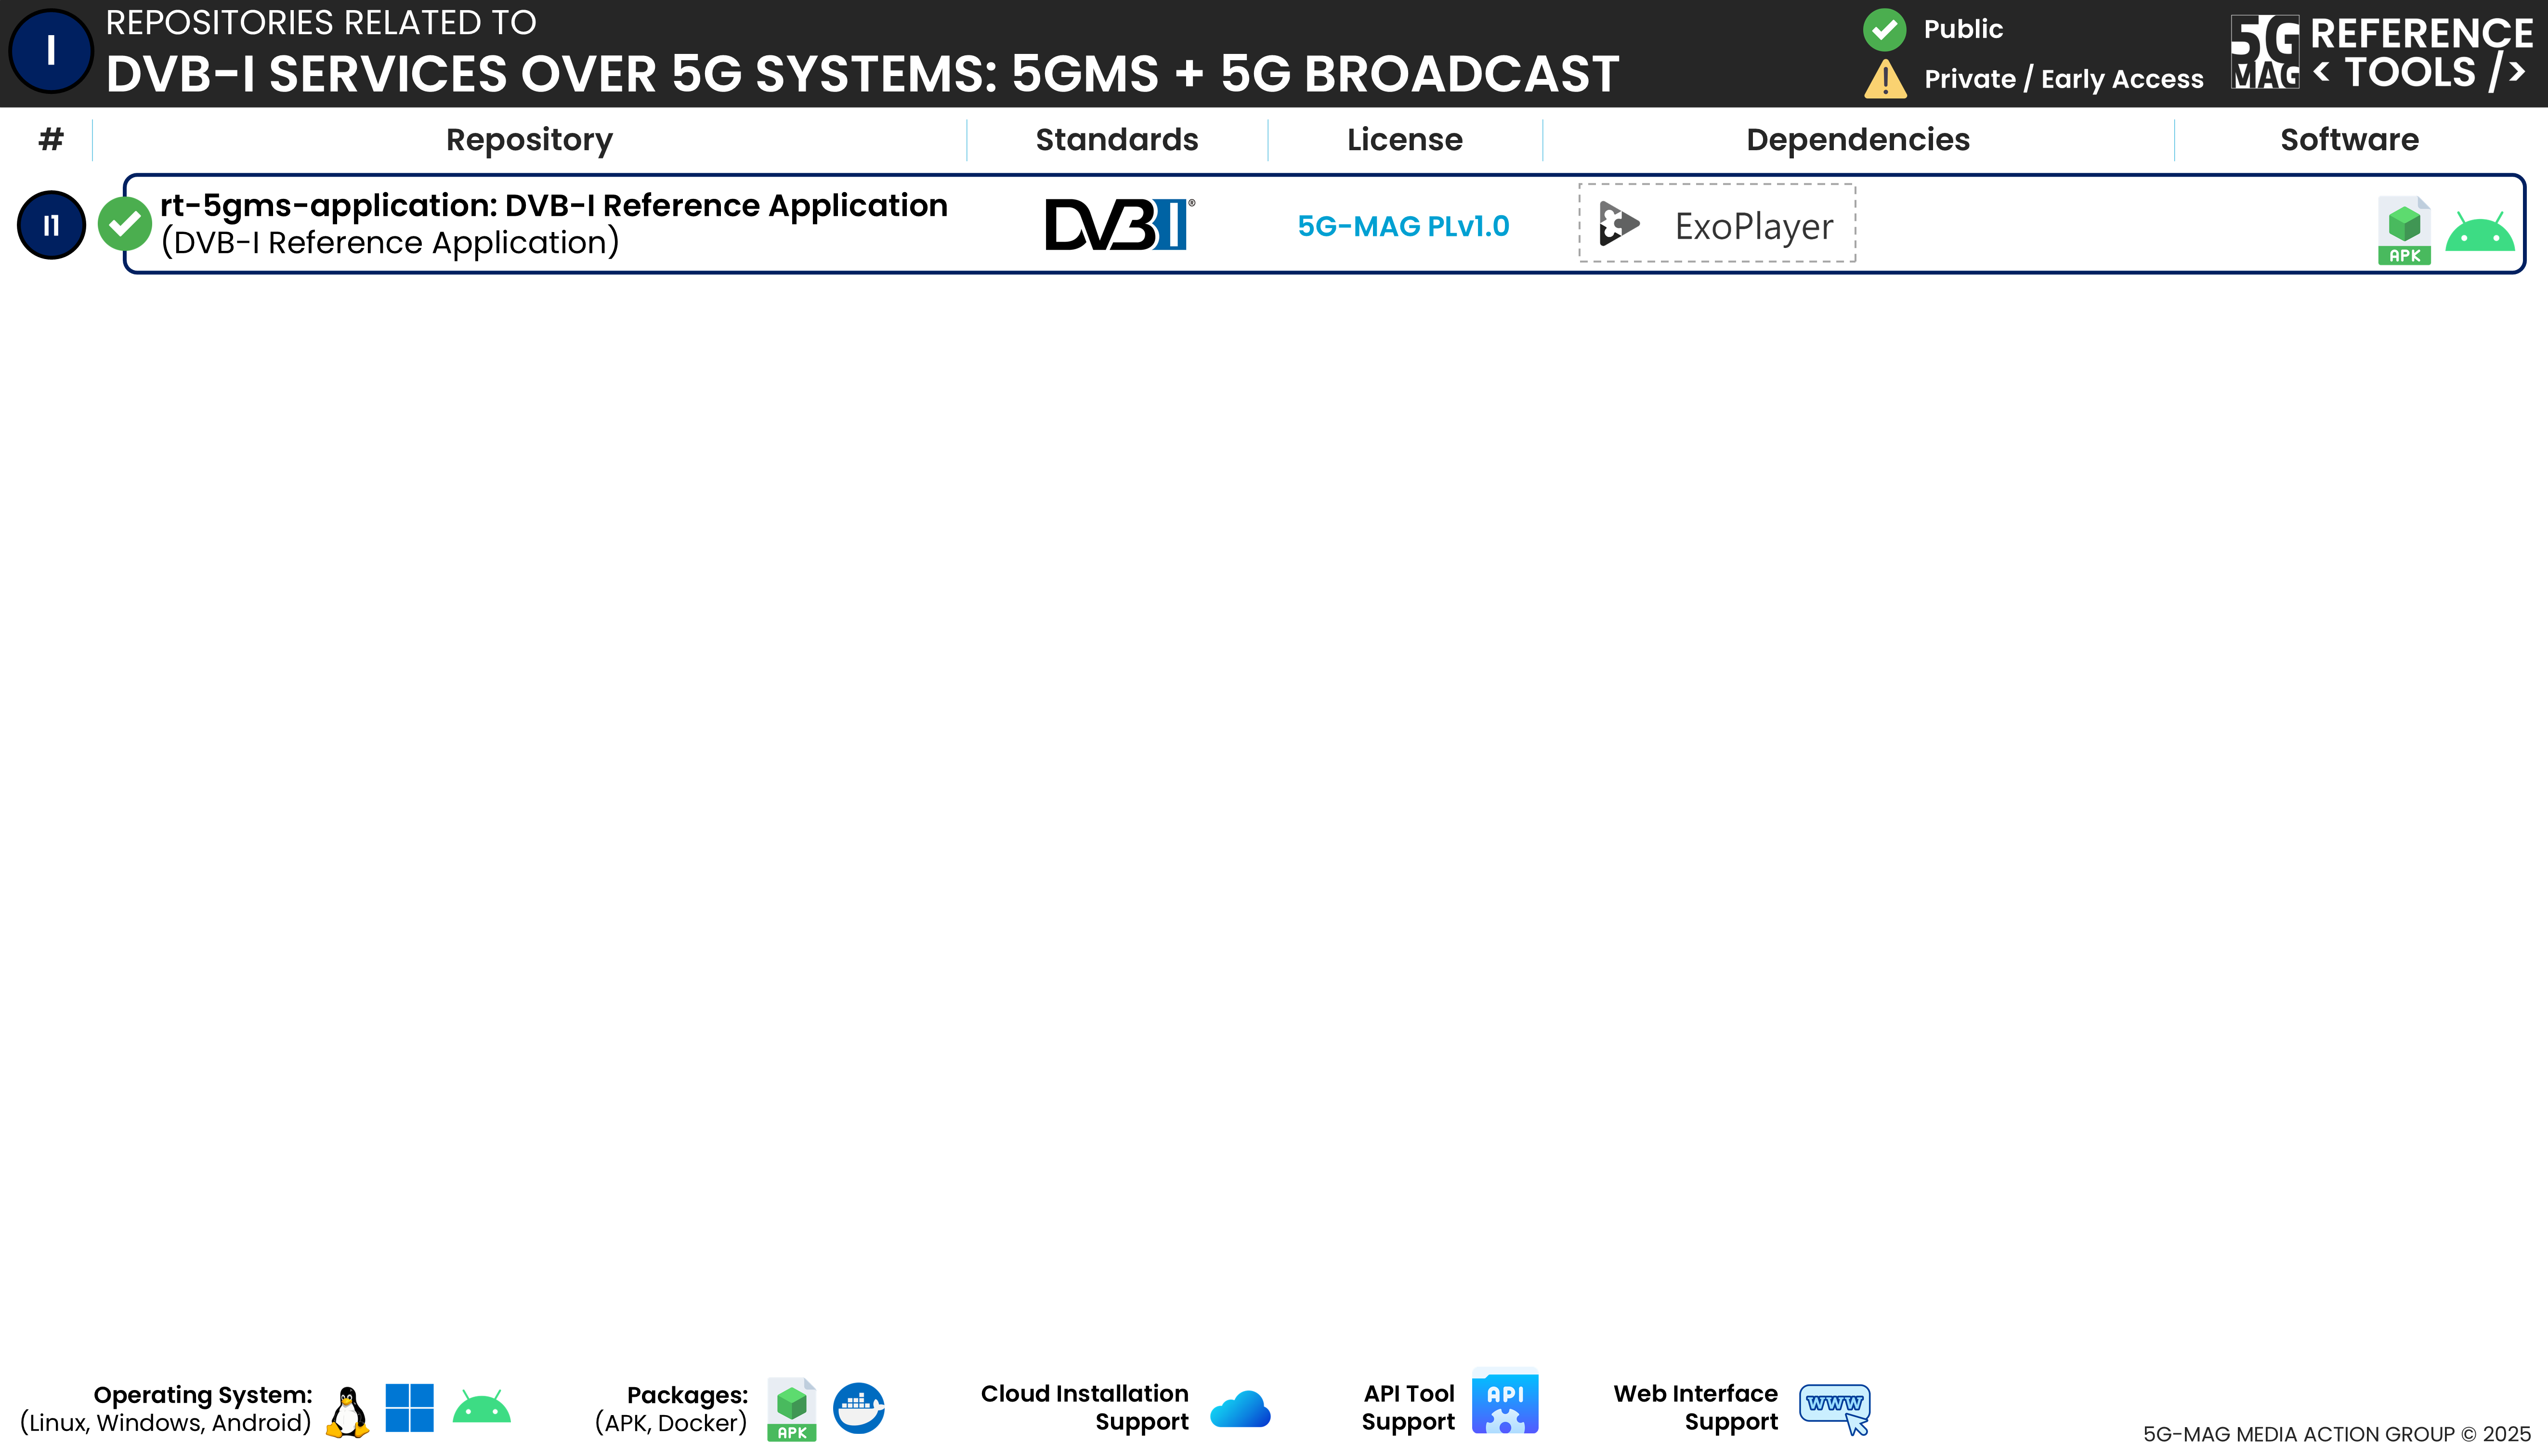 I
REPOSITORIES RELATED TO
DVB-I SERVICES OVER 5G SYSTEMS: 5GMS + 5G BROADCAST
Public
Private / Early Access
5G MAG
REFERENCE
< TOOLS />
# Repository Standards License Dependencies Software
I1
rt-5gms-application: DVB-I Reference Application
(DVB-I Reference Application)
DVB I ®
5G-MAG PLv1.0
ExoPlayer
APK
Operating System:
(Linux, Windows, Android)
Packages:
(APK, Docker)
APK
Cloud Installation
Support
API Tool
Support
API
Web Interface
Support
WWW
5G-MAG MEDIA ACTION GROUP © 2025